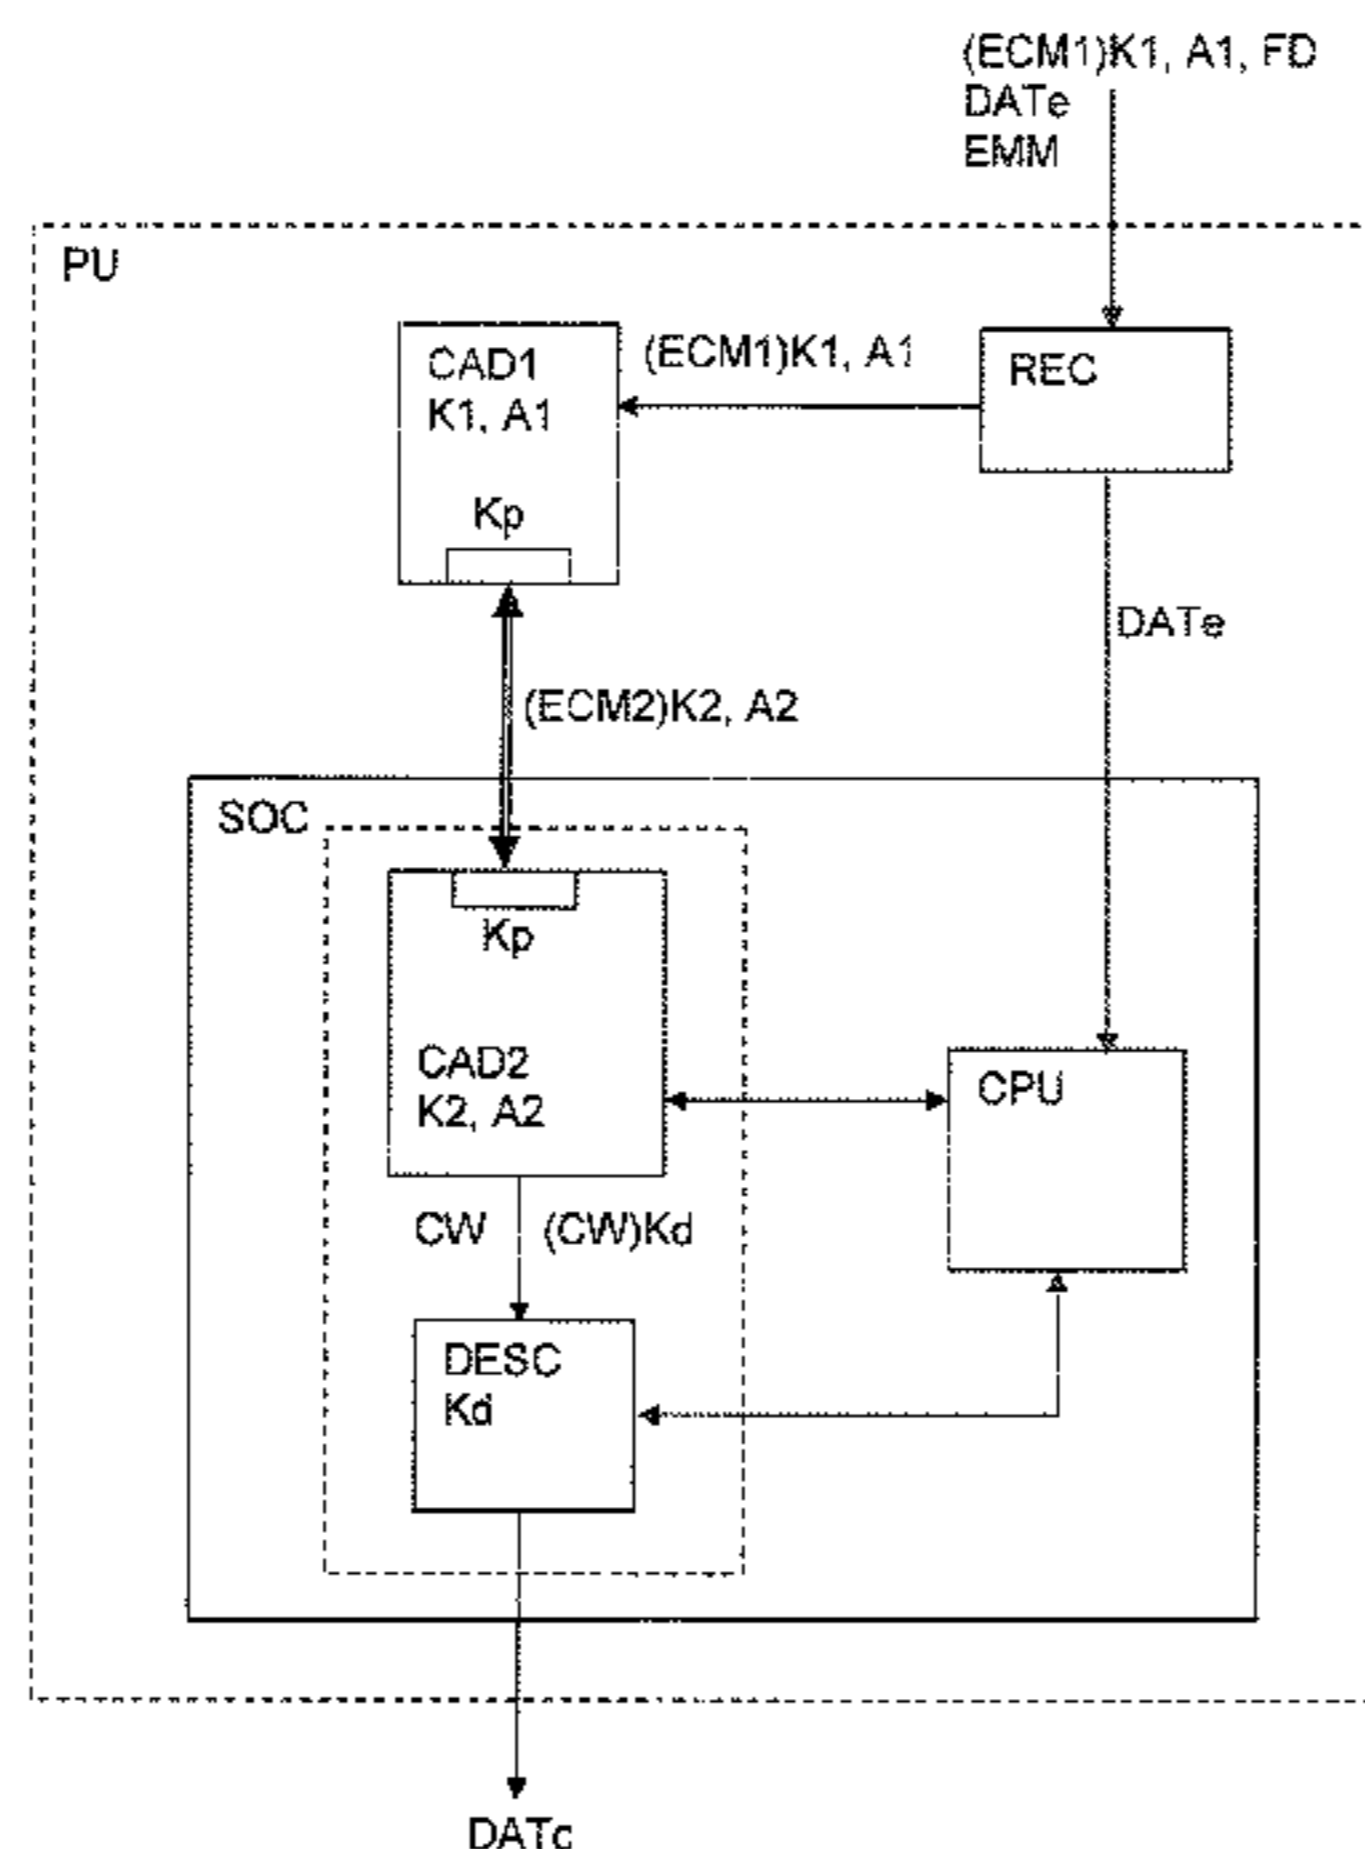 (ECM1)K1, A1, FD
DATe
EMM
PU
CAD1
K1, A1
Kp
(ECM1)K1, A1
REC
DATe
(ECM2)K2, A2
SOC
Kp
CAD2
K2, A2
CPU
CW
(CW)Kd
DESC
Kd
DATc